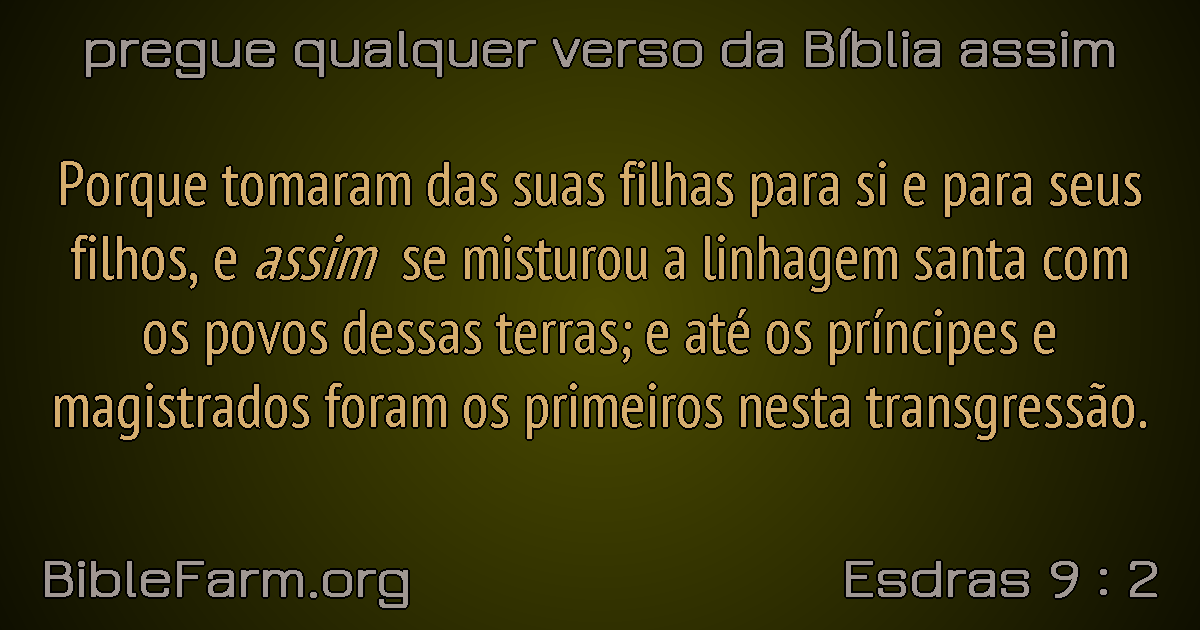 pregue qualquer verso da Bíblia assim
Porque tomaram das suas filhas para si e para seus
filhos, e assim se misturou a linhagem santa com
os povos dessas terras; e até os príncipes e
magistrados foram os primeiros nesta transgressão.
BibleFarm.org
Esdras 9 : 2